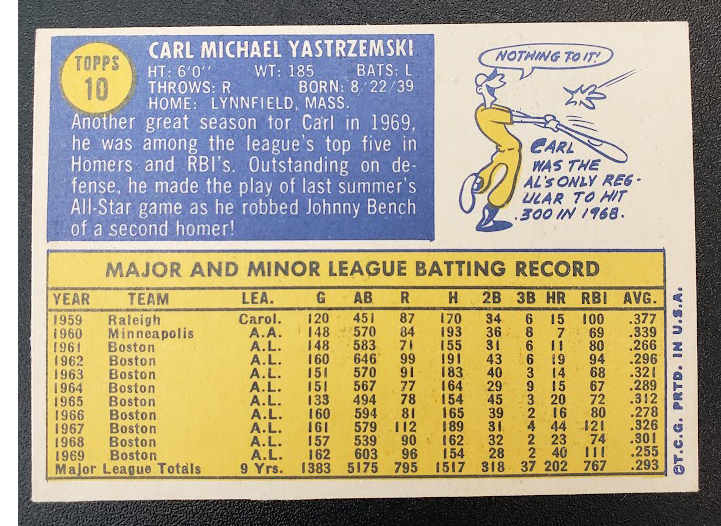 TOPPS
10
CARL MICHAEL YASTRZEMSKI
HT: 6'0" WT: 185 BATS: L
THROWS: R BORN: 8/22/39
HOME: LYNNFIELD, MASS.
Another great season for Carl in 1969,
he was among the league's top five in
Homers and RBI's. Outstanding on de-
fense, he made the play of last summer's
All-Star game as he robbed Johnny Bench
of a second homer!
NOTHING TO IT!
CARL
WAS THE
AL'S ONLY REG-
ULAR TO HIT
.300 IN 1968.
MAJOR AND MINOR LEAGUE BATTING RECORD
YEAR TEAM LEA. G AB R H 2B 3B HR RBI AVG.
1959 Raleigh Carol. 120 451 87 170 34 6 15 100 .377
1960 Minneapolis A.A. 148 570 84 193 36 8 7 69 .339
1961 Boston A.L. 148 583 71 155 31 6 11 80 .266
1962 Boston A.L. 160 646 99 191 43 6 19 94 .296
1963 Boston A.L. 151 570 91 183 40 3 14 68 .321
1964 Boston A.L. 151 567 77 164 29 9 15 67 .289
1965 Boston A.L. 133 494 78 154 45 3 20 72 .312
1966 Boston A.L. 160 594 81 165 39 2 16 80 .278
1967 Boston A.L. 161 579 112 189 31 4 44 121 .326
1968 Boston A.L. 157 539 90 162 32 2 23 74 .301
1969 Boston A.L. 162 603 96 154 28 2 40 111 .255
Major League Totals 9 Yrs. 1383 5175 795 1517 318 37 202 767 .293
©T.C.G. PRTD. IN U.S.A.